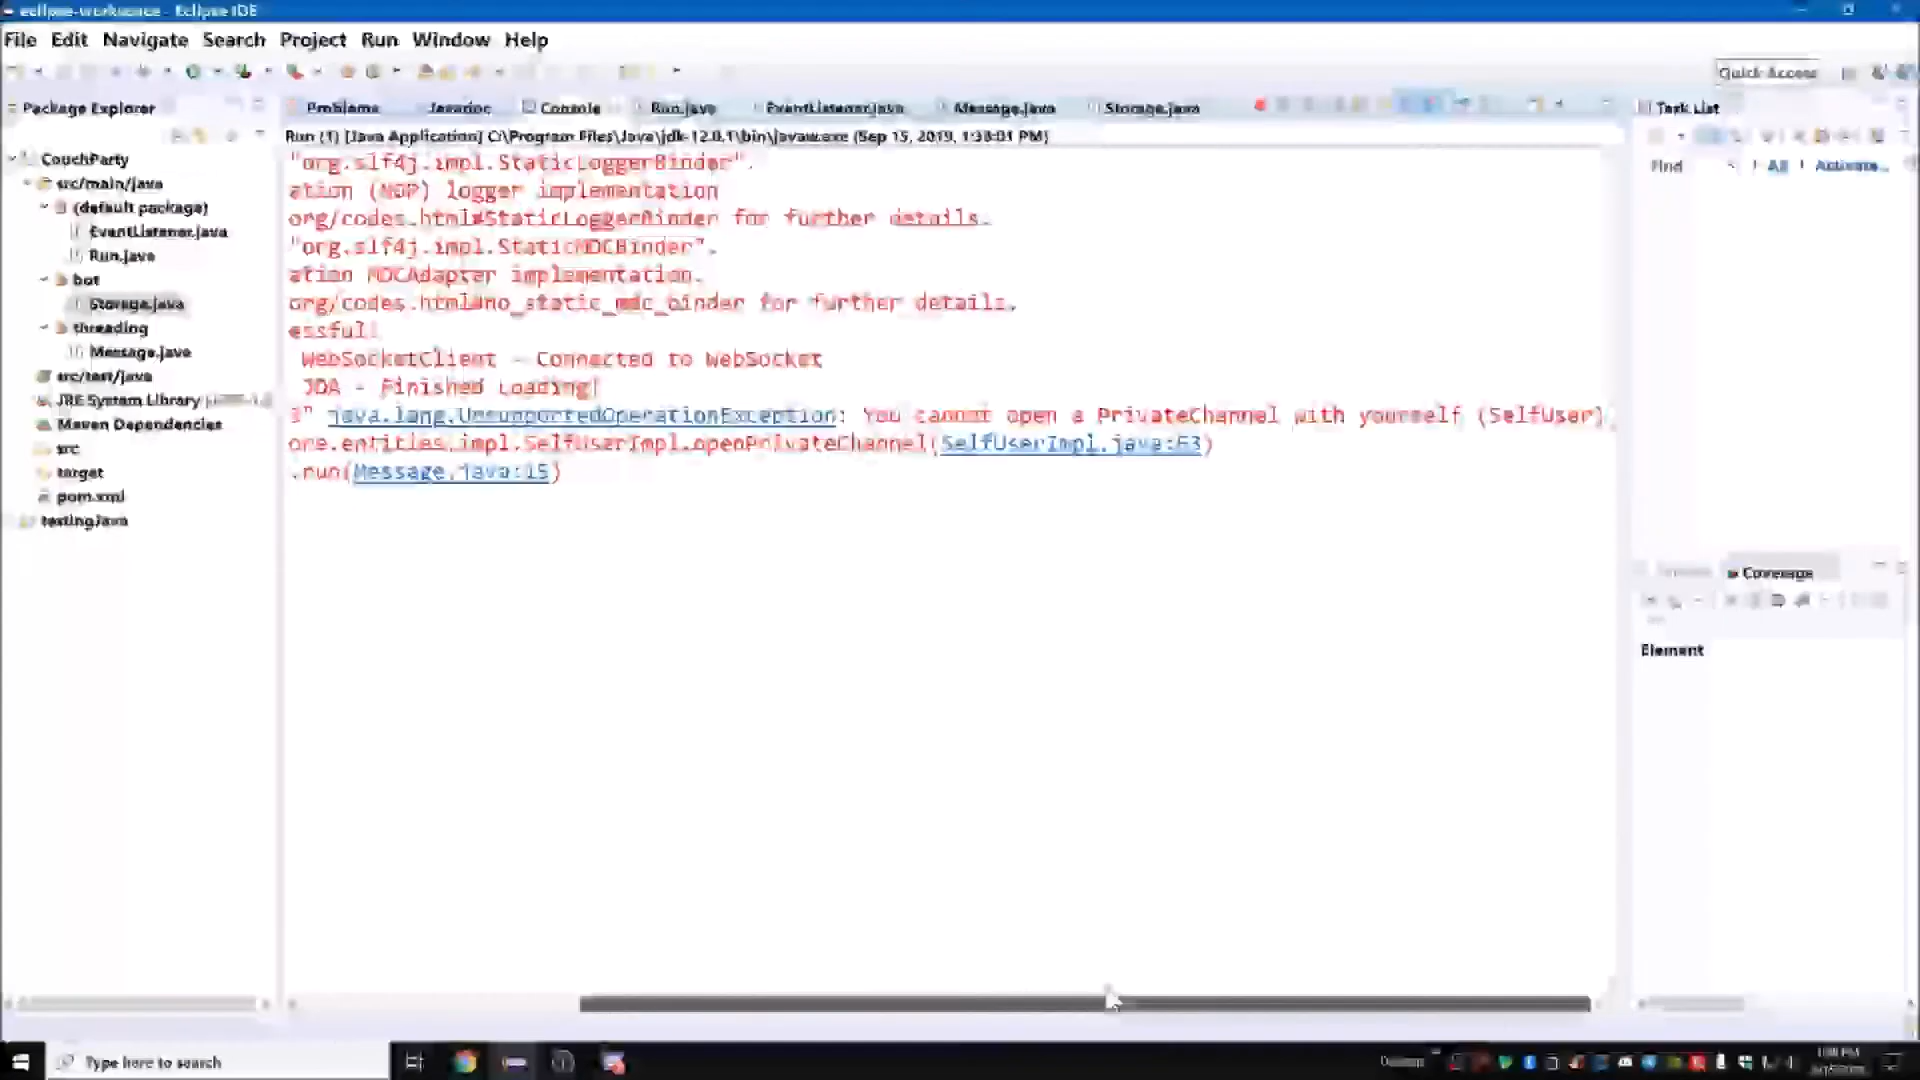 eclipse-workspace - Eclipse IDE
File Edit Navigate Search Project Run Window Help
Quick Access
Package Explorer
Problems Javadoc Console Run.java EventListener.java Message.java Storage.java
Task List
Run (1) [Java Application] C:\Program Files\Java\jdk-12.0.1\bin\javaw.exe (Sep 15, 2019, 1:38:01 PM)
CouchParty
src/main/java
(default package)
EventListener.java
Run.java
bot
Storage.java
threading
Message.java
src/test/java
JRE System Library
Maven Dependencies
src
target
pom.xml
testingJava
"org.slf4j.impl.StaticLoggerBinder".
ation (NOP) logger implementation
org/codes.html#StaticLoggerBinder for further details.
"org.slf4j.impl.StaticMDCBinder".
ation MDCAdapter implementation.
org/codes.html#no_static_mdc_binder for further details.
essful!
WebSocketClient - Connected to WebSocket
JDA - Finished Loading!
3" java.lang.UnsupportedOperationException: You cannot open a PrivateChannel with yourself (SelfUser)
ore.entities.impl.SelfUserImpl.openPrivateChannel(SelfUserImpl.java:63)
.run(Message.java:15)
Find All Activate...
Coverage
Element
Type here to search
Desktop